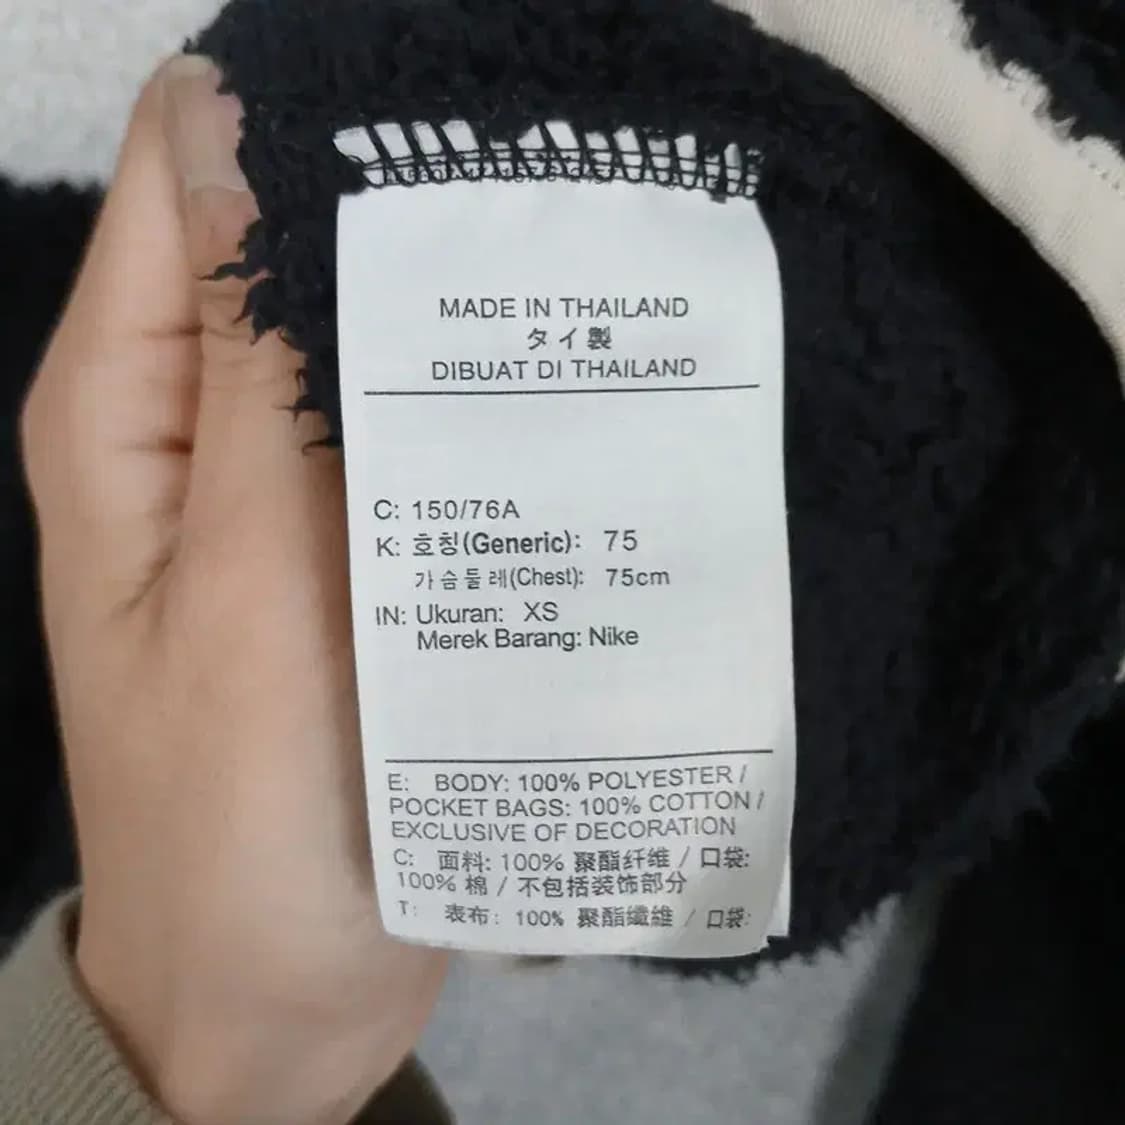 MADE IN THAILAND
タイ製
DIBUAT DI THAILAND
C: 150/76A
K: 호칭(Generic): 75
가슴둘레(Chest): 75cm
IN: Ukuran: XS
Merek Barang: Nike
E: BODY: 100% POLYESTER /
POCKET BAGS: 100% COTTON /
EXCLUSIVE OF DECORATION
C: 面料: 100% 聚酯纤维 / 口袋:
100% 棉 / 不包括装饰部分
T: 表布: 100% 聚酯纖維 / 口袋: